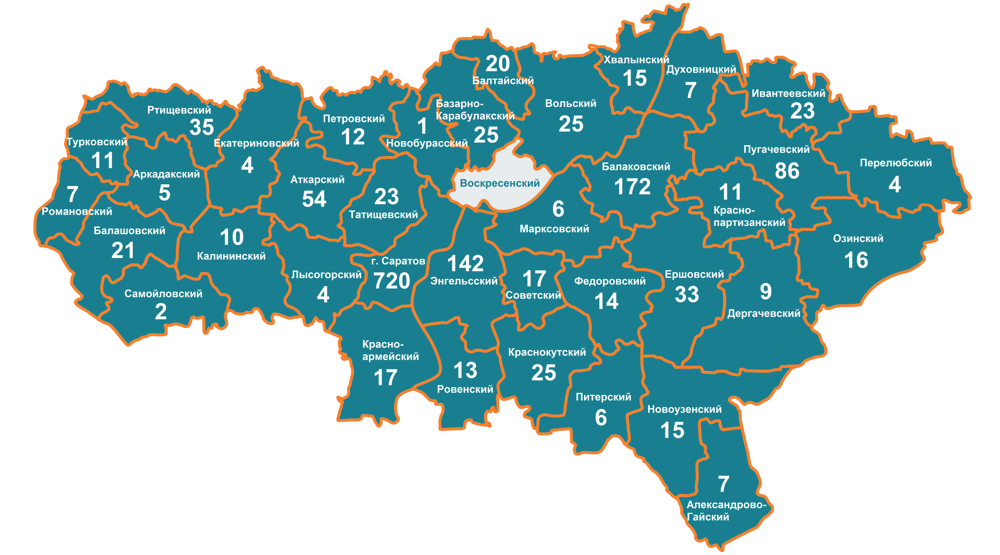 20
Балтайский
Хвалынский
15
Духовницкий
7
Ивантеевский
23
Ртищевский
35
Петровский
12
1
Новобурасский
Базарно-
Карабулакский
25
Вольский
25
Турковский
11
Екатериновский
4
Пугачевский
86
Перелюбский
4
Аркадакский
5
Аткарский
54
23
Татищевский
Воскресенский
Балаковский
172
11
Красно-
партизанский
7
Романовский
6
Марксовский
Балашовский
21
10
Калининский
Озинский
16
г. Саратов
720
142
Энгельсский
17
Советский
Лысогорский
4
Федоровский
14
Ершовский
33
9
Дергачевский
Самойловский
2
Красно-
армейский
17
13
Ровенский
Краснокутский
25
Питерский
6
Новоузенский
15
7
Александрово-
Гайский